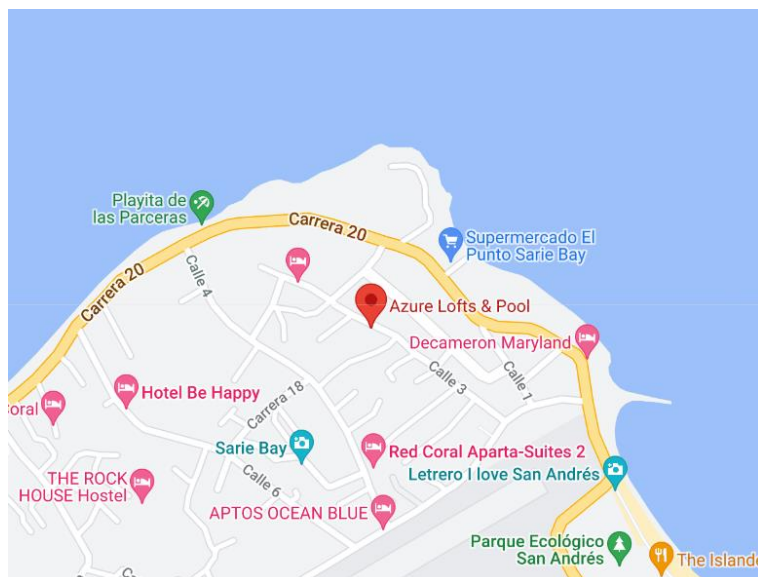 Playita de
las Parceras
Carrera 20
Supermercado El
Punto Sarie Bay
Carrera 20
Calle 4
Azure Lofts & Pool
Decameron Maryland
Calle 3
Calle 1
Hotel Be Happy
Carrera 18
Coral
Sarie Bay
Red Coral Aparta-Suites 2
Letrero I love San Andrés
THE ROCK
HOUSE Hostel
Calle 6
APTOS OCEAN BLUE
Parque Ecológico
San Andrés
The Islande